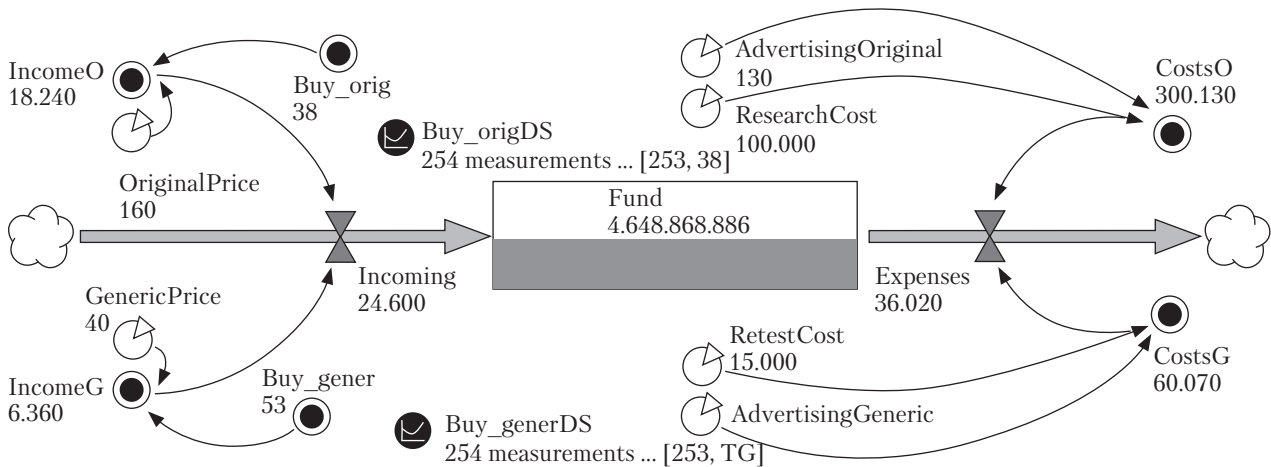 IncomeO
18.240
Buy_orig
38
OriginalPrice
160
Buy_origDS
254 measurements ... [253, 38]
AdvertisingOriginal
130
ResearchCost
100.000
CostsO
300.130
Fund
4.648.868.886
Incoming
24.600
Expenses
36.020
GenericPrice
40
IncomeG
6.360
Buy_gener
53
Buy_generDS
254 measurements ... [253, TG]
RetestCost
15.000
AdvertisingGeneric
CostsG
60.070